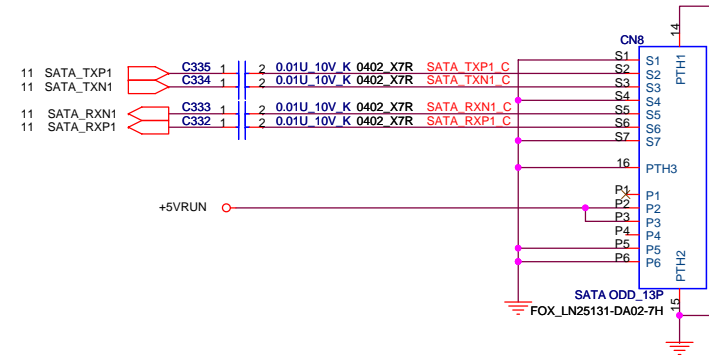 14
CN8
PTH1
S1 S1
11 SATA_TXP1 C335 1 2 0.01U_10V_K 0402_X7R SATA_TXP1_C S2 S2
11 SATA_TXN1 C334 1 2 0.01U_10V_K 0402_X7R SATA_TXN1_C S3 S3
S4 S4
11 SATA_RXN1 C333 1 2 0.01U_10V_K 0402_X7R SATA_RXN1_C S5 S5
11 SATA_RXP1 C332 1 2 0.01U_10V_K 0402_X7R SATA_RXP1_C S6 S6
S7 S7
16 PTH3
P1 P1
+5VRUN P2 P2
P3 P3
P4 P4
P5 P5
P6 P6
PTH2
SATA ODD_13P
15
FOX_LN25131-DA02-7H